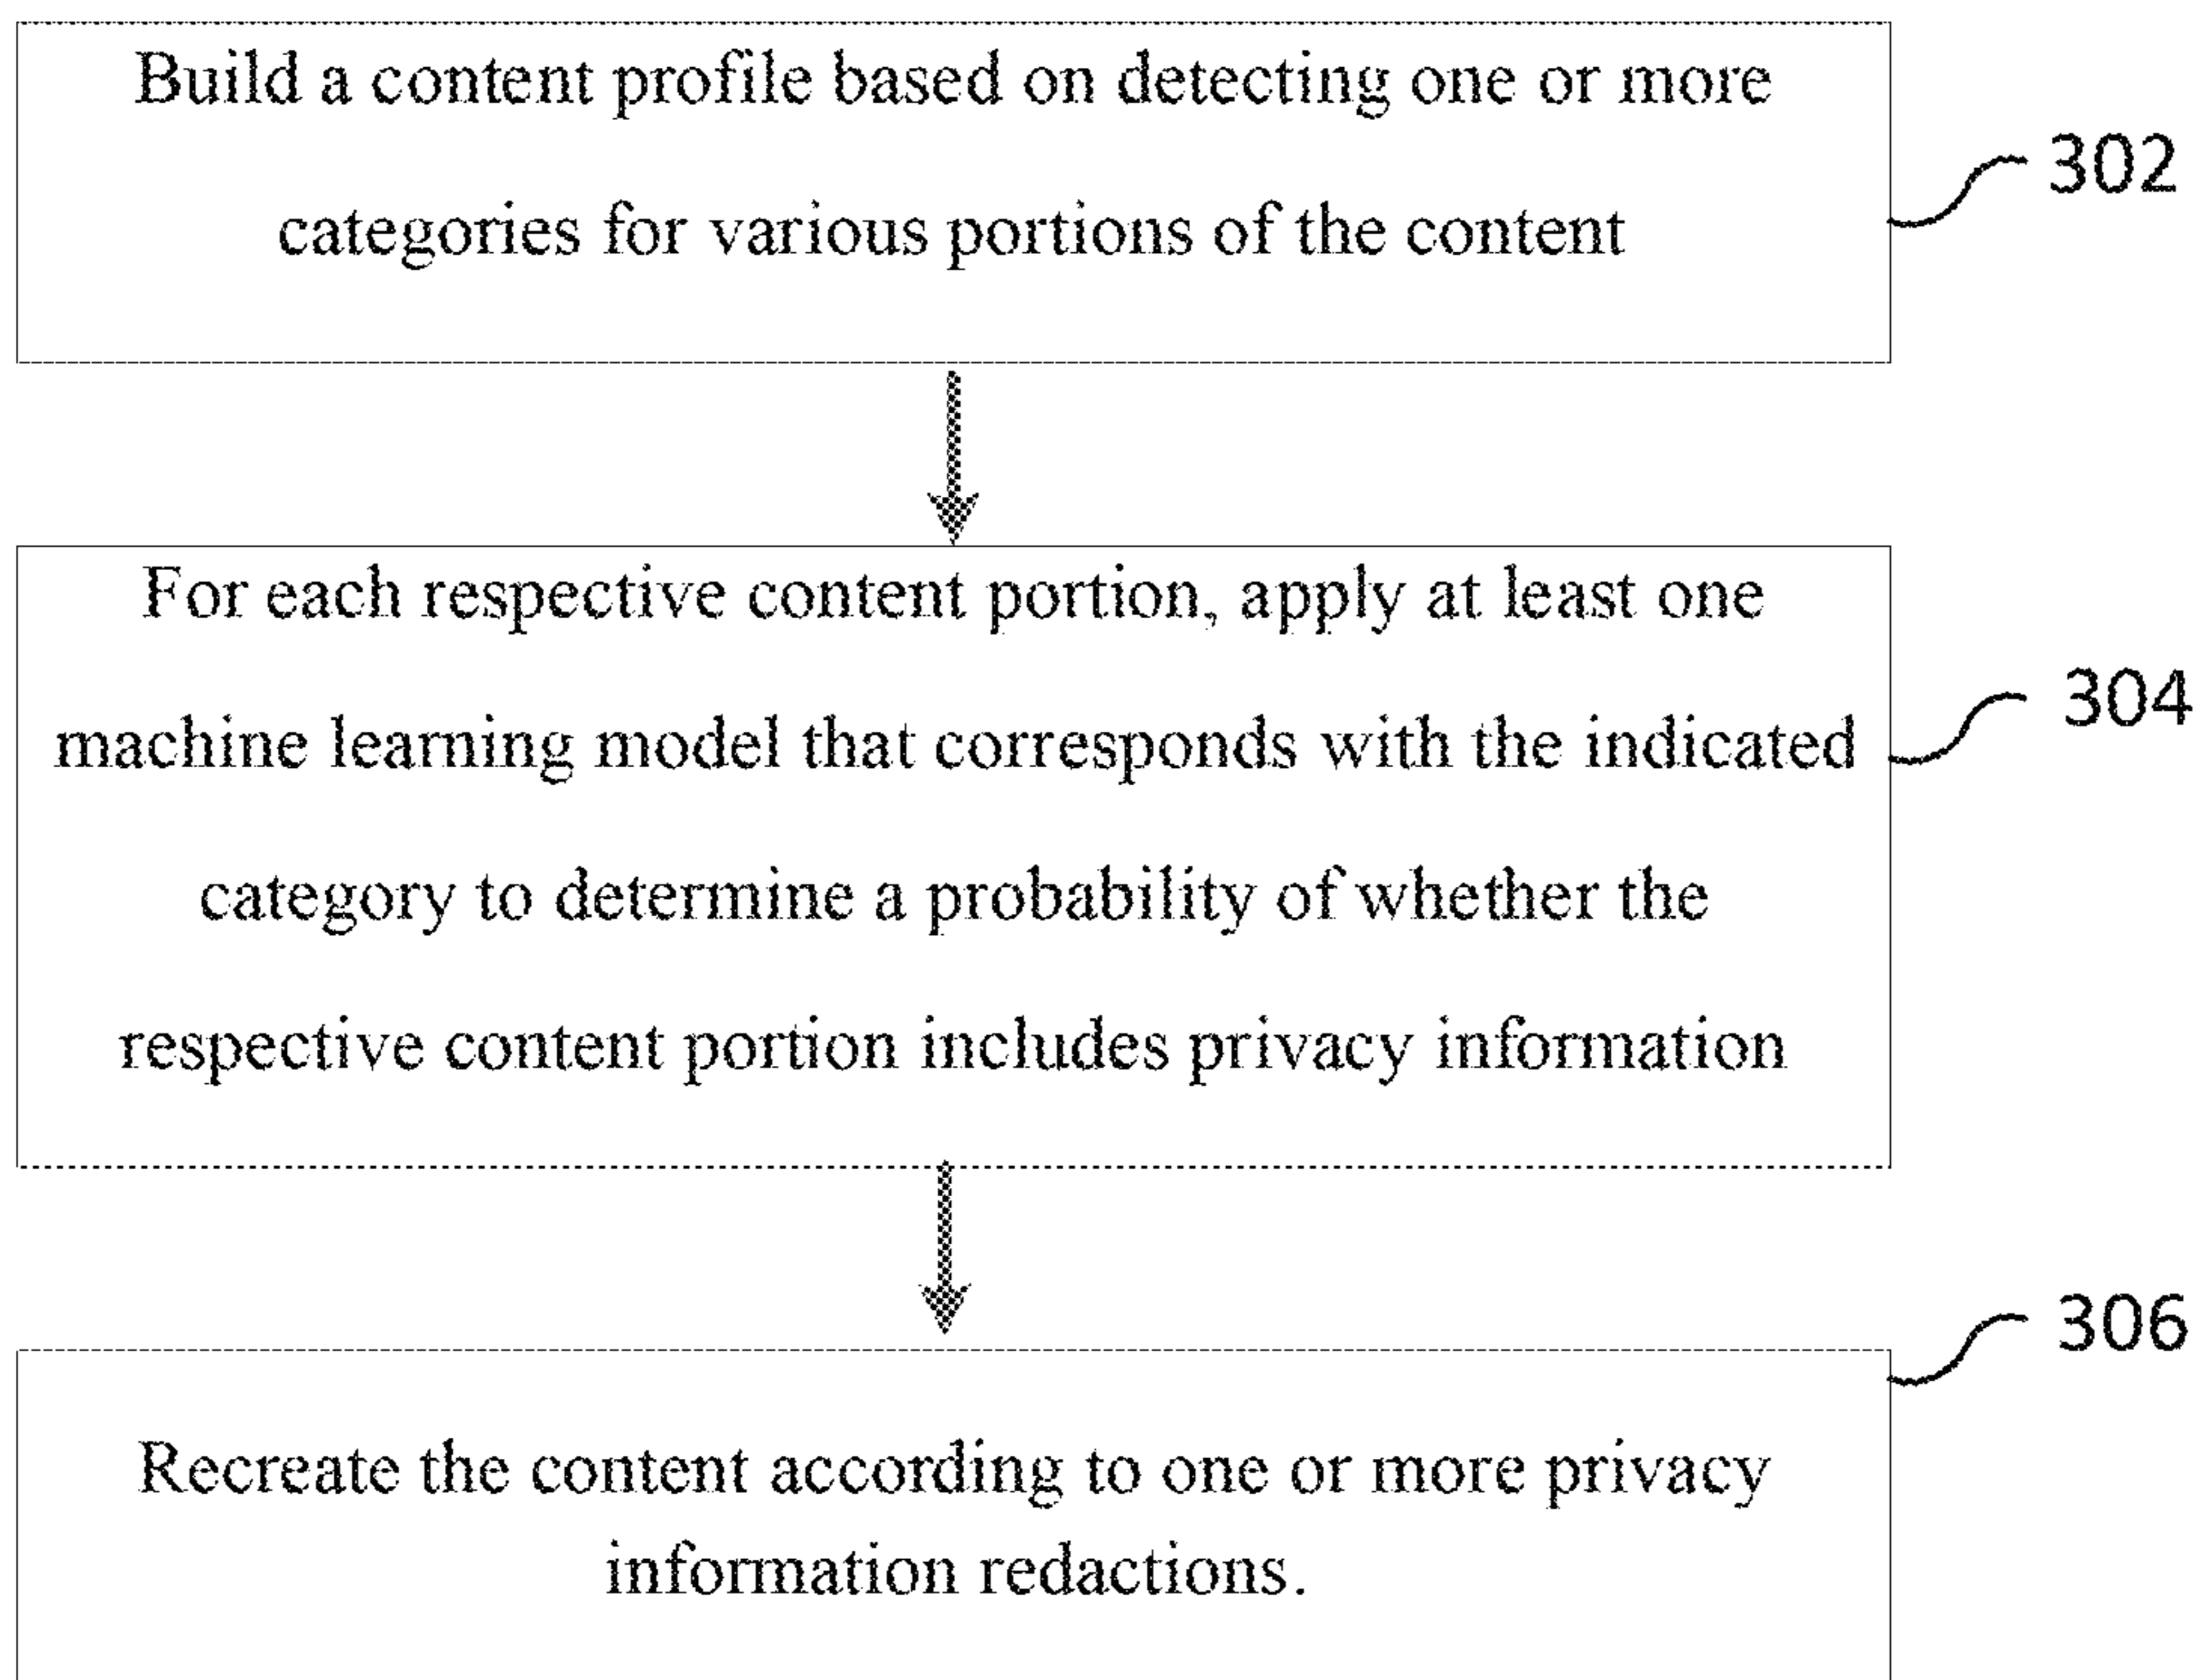 Build a content profile based on detecting one or more
categories for various portions of the content
302
For each respective content portion, apply at least one
machine learning model that corresponds with the indicated
category to determine a probability of whether the
respective content portion includes privacy information
304
Recreate the content according to one or more privacy
information redactions.
306